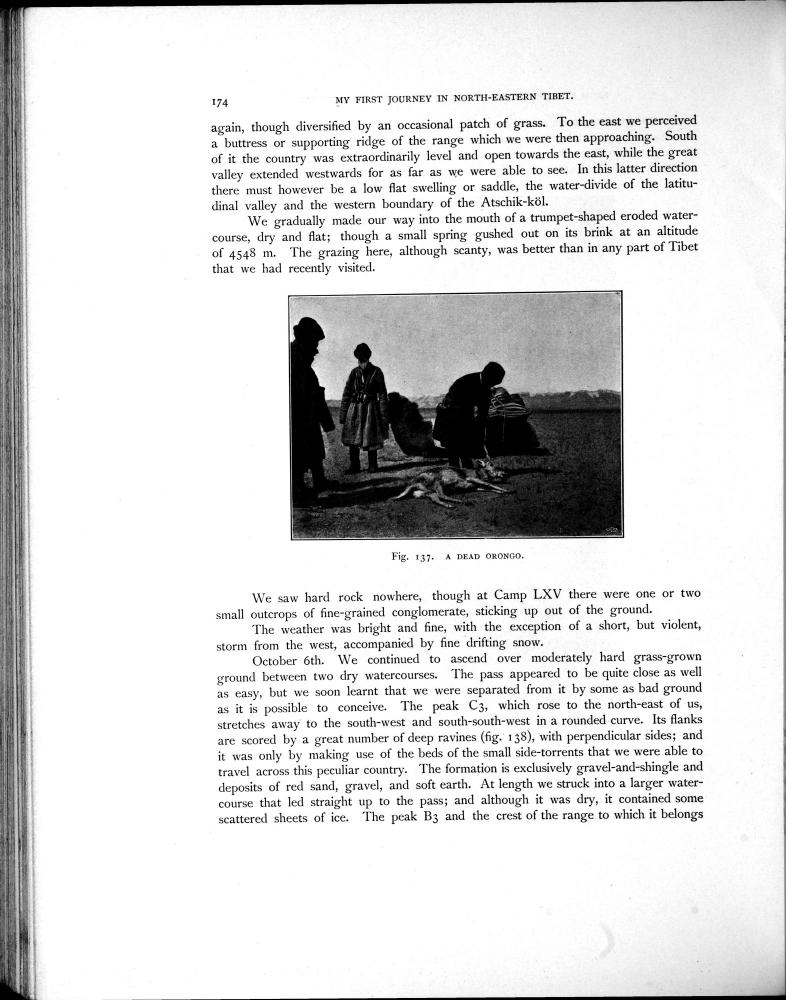 174
MY FIRST JOURNEY IN NORTH-EASTERN TIBET.
again, though diversified by an occasional patch of grass. To the east we perceived
a buttress or supporting ridge of the range which we were then approaching. South
of it the country was extraordinarily level and open towards the east, while the great
valley extended westwards for as far as we were able to see. In this latter direction
there must however be a low flat swelling or saddle, the water-divide of the latitu-
dinal valley and the western boundary of the Atschik-köl.
We gradually made our way into the mouth of a trumpet-shaped eroded water-
course, dry and flat; though a small spring gushed out on its brink at an altitude
of 4548 m. The grazing here, although scanty, was better than in any part of Tibet
that we had recently visited.
Fig. 137. A DEAD ORONGO.
We saw hard rock nowhere, though at Camp LXV there were one or two
small outcrops of fine-grained conglomerate, sticking up out of the ground.
The weather was bright and fine, with the exception of a short, but violent,
storm from the west, accompanied by fine drifting snow.
October 6th. We continued to ascend over moderately hard grass-grown
ground between two dry watercourses. The pass appeared to be quite close as well
as easy, but we soon learnt that we were separated from it by some as bad ground
as it is possible to conceive. The peak C3, which rose to the north-east of us,
stretches away to the south-west and south-south-west in a rounded curve. Its flanks
are scored by a great number of deep ravines (fig. 138), with perpendicular sides; and
it was only by making use of the beds of the small side-torrents that we were able to
travel across this peculiar country. The formation is exclusively gravel-and-shingle and
deposits of red sand, gravel, and soft earth. At length we struck into a larger water-
course that led straight up to the pass; and although it was dry, it contained some
scattered sheets of ice. The peak B3 and the crest of the range to which it belongs